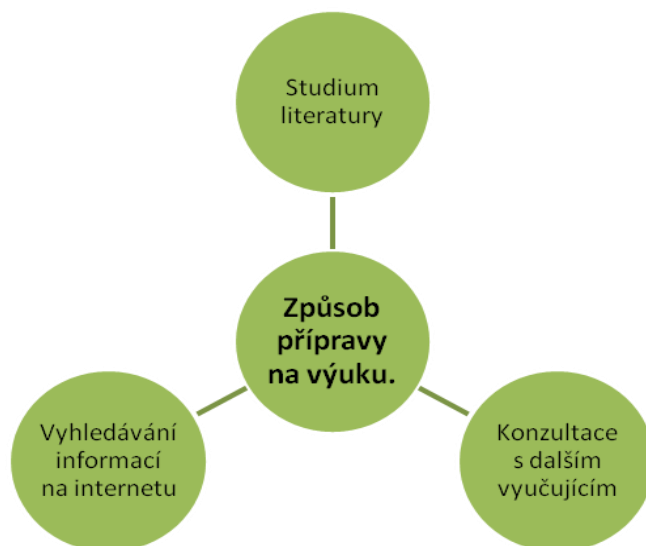 Studium
literatury
Způsob
přípravy
na výuku.
Vyhledávání
informací
na internetu
Konzultace
s dalším
vyučujícím